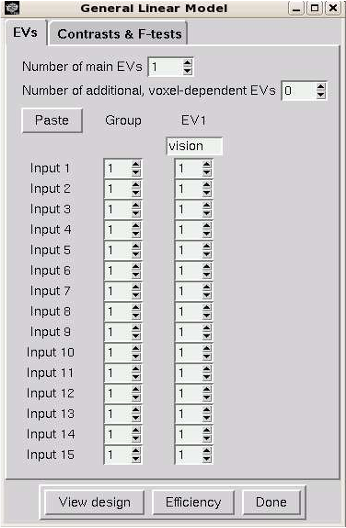 General Linear Model
EVs Contrasts & F-tests
Number of main EVs 1
Number of additional, voxel-dependent EVs 0
Paste Group EV1
vision
Input 1 1 1
Input 2 1 1
Input 3 1 1
Input 4 1 1
Input 5 1 1
Input 6 1 1
Input 7 1 1
Input 8 1 1
Input 9 1 1
Input 10 1 1
Input 11 1 1
Input 12 1 1
Input 13 1 1
Input 14 1 1
Input 15 1 1
View design Efficiency Done